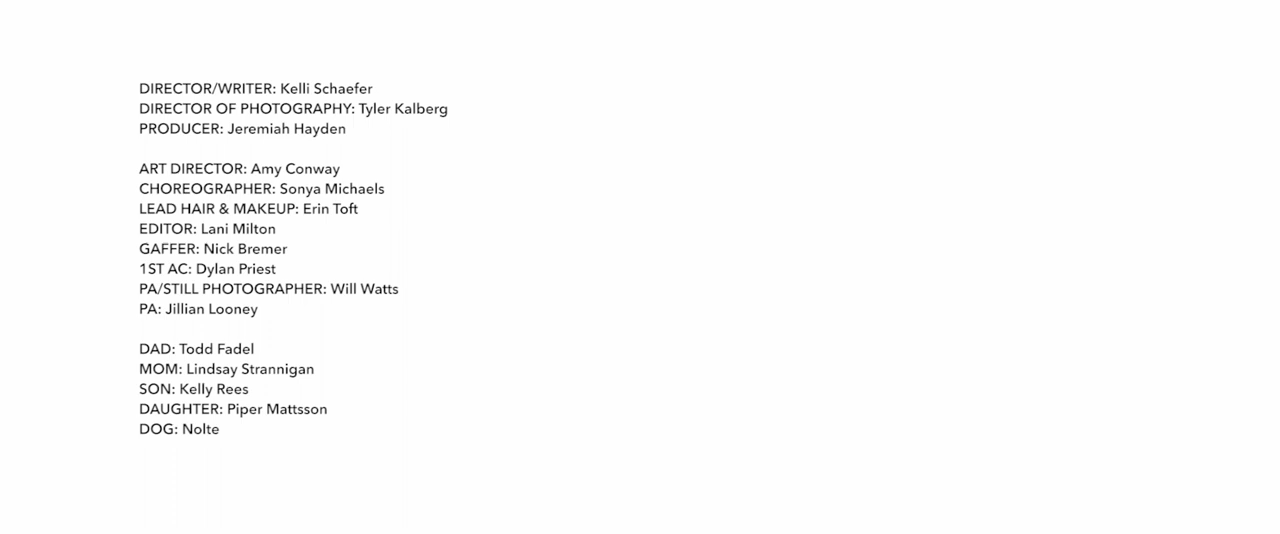 DIRECTOR/WRITER: Kelli Schaefer
DIRECTOR OF PHOTOGRAPHY: Tyler Kalberg
PRODUCER: Jeremiah Hayden
ART DIRECTOR: Amy Conway
CHOREOGRAPHER: Sonya Michaels
LEAD HAIR & MAKEUP: Erin Toft
EDITOR: Lani Milton
GAFFER: Nick Bremer
1ST AC: Dylan Priest
PA/STILL PHOTOGRAPHER: Will Watts
PA: Jillian Looney
DAD: Todd Fadel
MOM: Lindsay Strannigan
SON: Kelly Rees
DAUGHTER: Piper Mattsson
DOG: Nolte